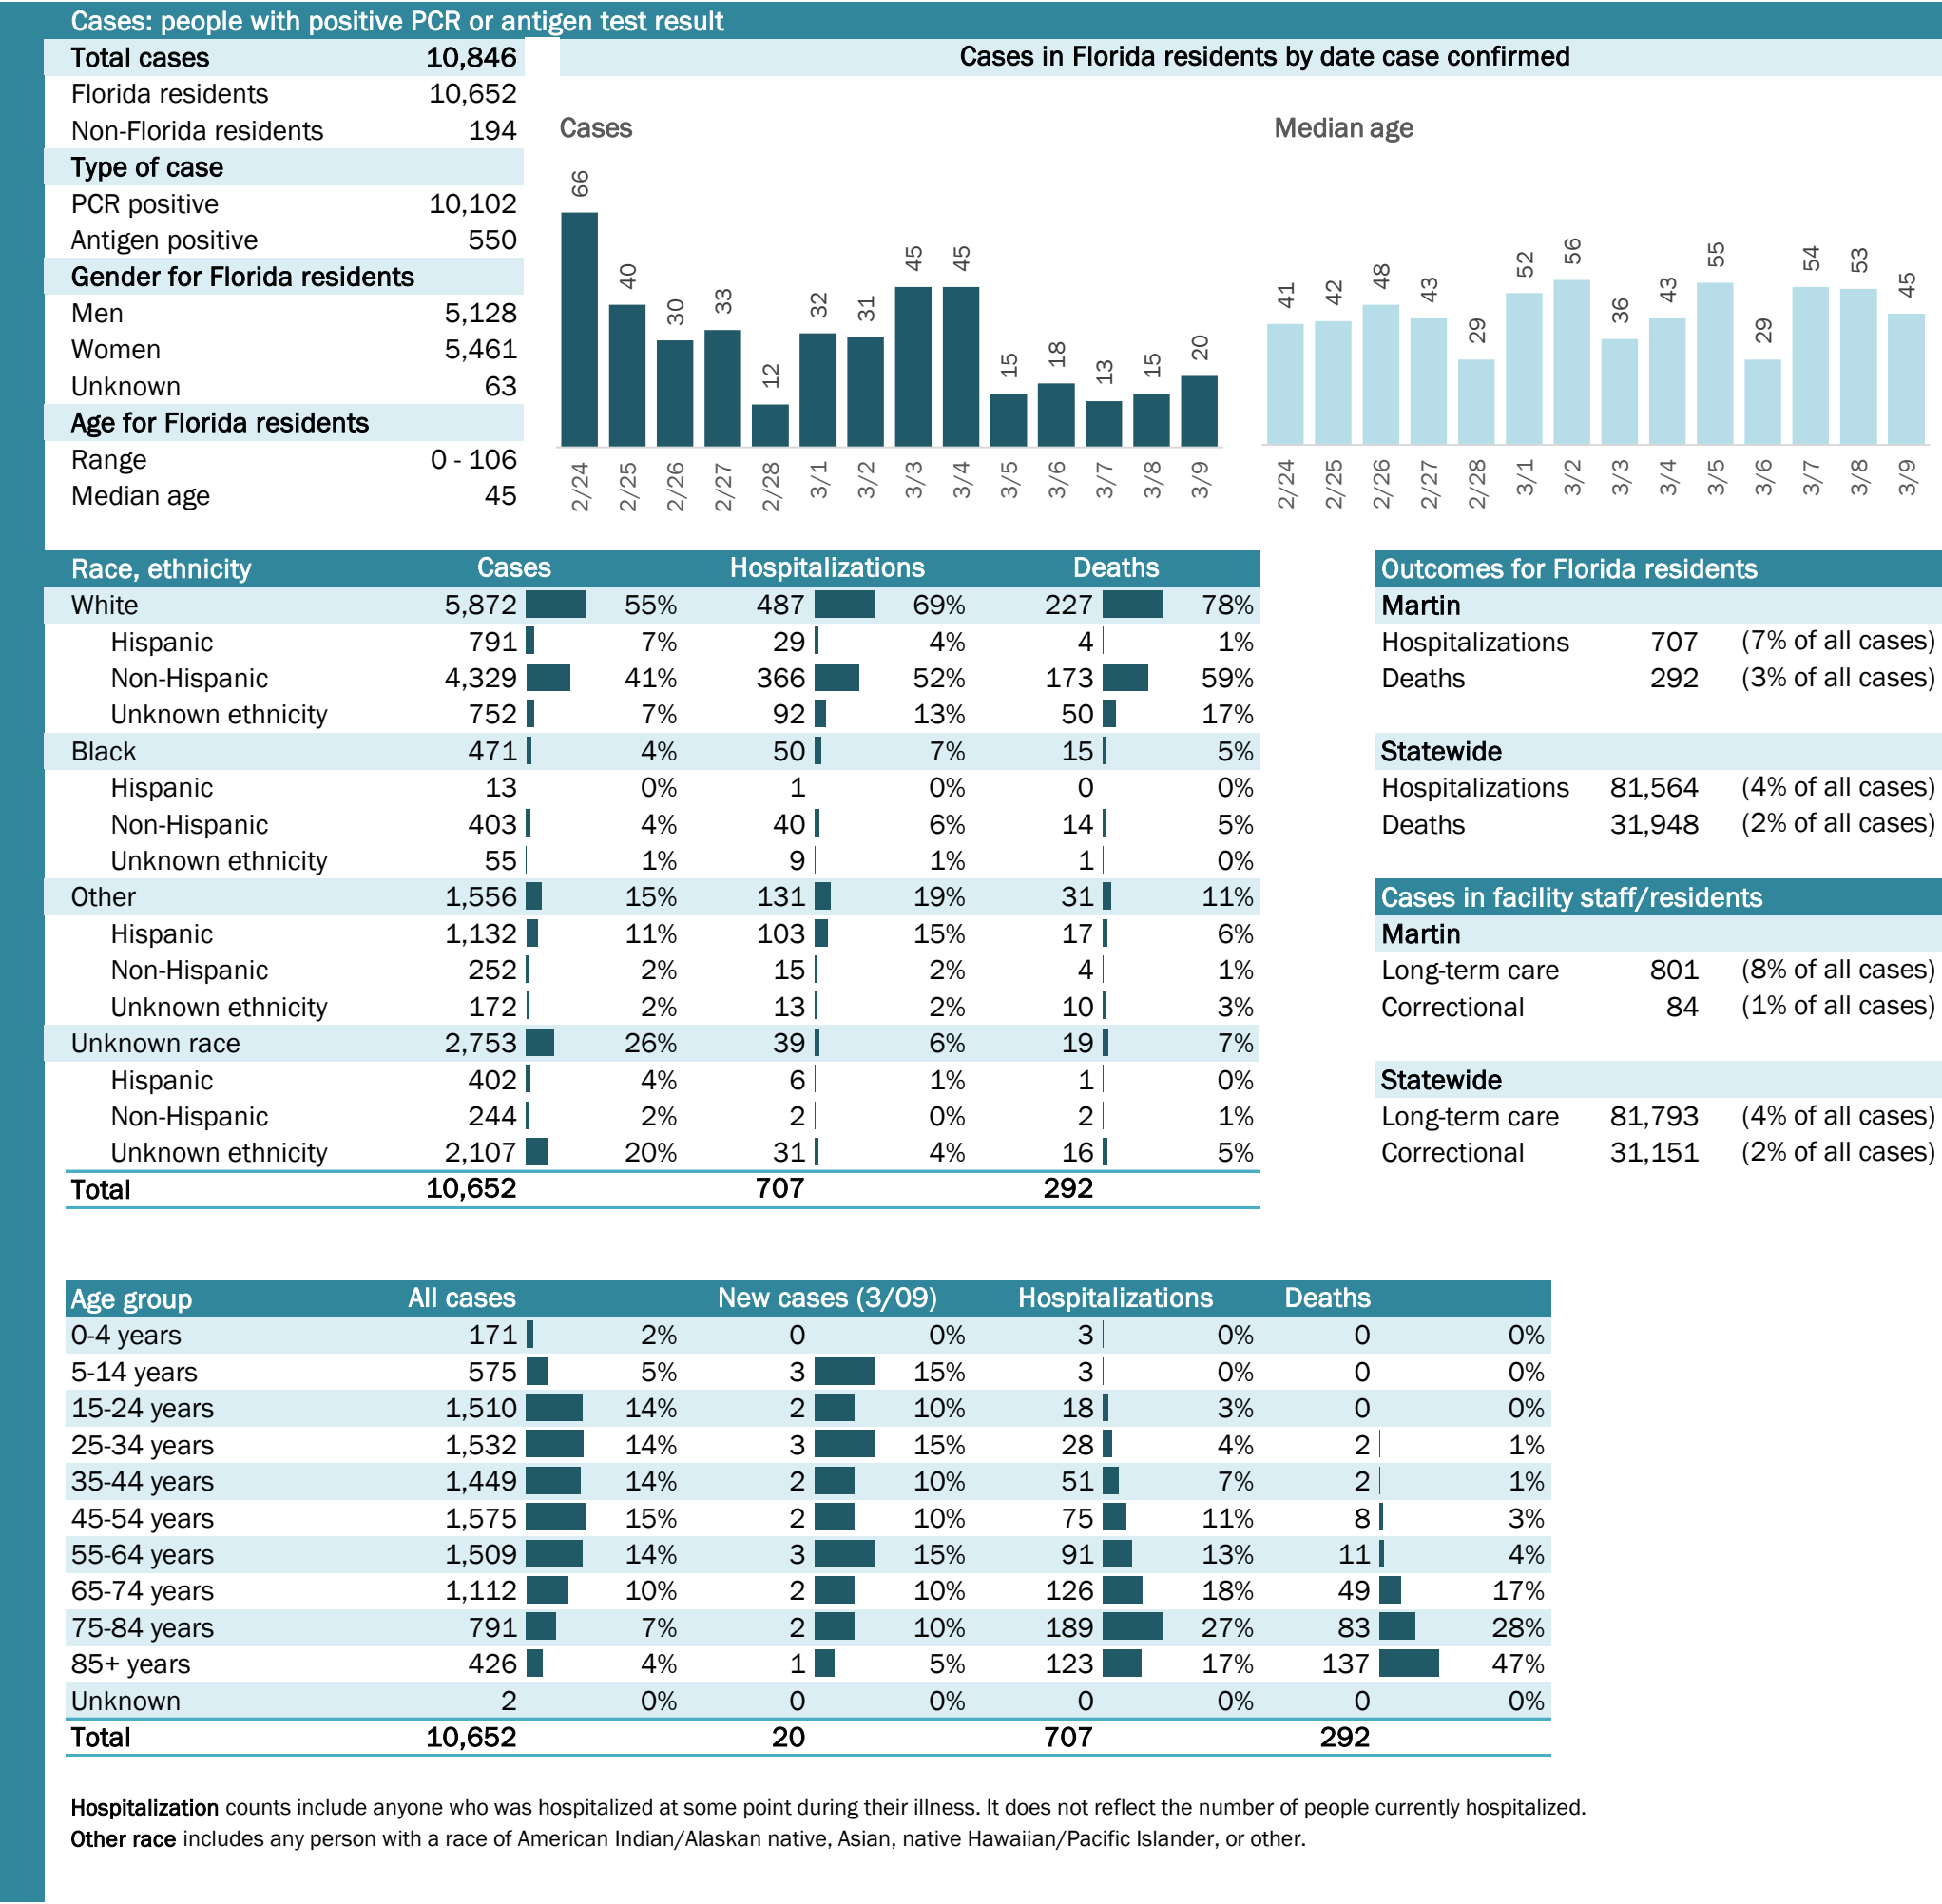 Cases: people with positive PCR or antigen test result
Total cases 10,846
Florida residents 10,652
Non-Florida residents 194
Type of case
PCR positive 10,102
Antigen positive 550
Gender for Florida residents
Men 5,128
Women 5,461
Unknown 63
Age for Florida residents
Range 0 - 106
Median age 45
Cases in Florida residents by date case confirmed
Cases
66 40 30 33 12 32 31 45 45 15 18 13 15 20
2/24 2/25 2/26 2/27 2/28 3/1 3/2 3/3 3/4 3/5 3/6 3/7 3/8 3/9
Median age
41 42 48 43 29 52 56 36 43 55 29 54 53 45
2/24 2/25 2/26 2/27 2/28 3/1 3/2 3/3 3/4 3/5 3/6 3/7 3/8 3/9
Race, ethnicity Cases Hospitalizations Deaths
White 5,872 55% 487 69% 227 78%
Hispanic 791 7% 29 4% 4 1%
Non-Hispanic 4,329 41% 366 52% 173 59%
Unknown ethnicity 752 7% 92 13% 50 17%
Black 471 4% 50 7% 15 5%
Hispanic 13 0% 1 0% 0 0%
Non-Hispanic 403 4% 40 6% 14 5%
Unknown ethnicity 55 1% 9 1% 1 0%
Other 1,556 15% 131 19% 31 11%
Hispanic 1,132 11% 103 15% 17 6%
Non-Hispanic 252 2% 15 2% 4 1%
Unknown ethnicity 172 2% 13 2% 10 3%
Unknown race 2,753 26% 39 6% 19 7%
Hispanic 402 4% 6 1% 1 0%
Non-Hispanic 244 2% 2 0% 2 1%
Unknown ethnicity 2,107 20% 31 4% 16 5%
Total 10,652 707 292
Outcomes for Florida residents
Martin
Hospitalizations 707 (7% of all cases)
Deaths 292 (3% of all cases)
Statewide
Hospitalizations 81,564 (4% of all cases)
Deaths 31,948 (2% of all cases)
Cases in facility staff/residents
Martin
Long-term care 801 (8% of all cases)
Correctional 84 (1% of all cases)
Statewide
Long-term care 81,793 (4% of all cases)
Correctional 31,151 (2% of all cases)
Age group All cases New cases (3/09) Hospitalizations Deaths
0-4 years 171 2% 0 0% 3 0% 0 0%
5-14 years 575 5% 3 15% 3 0% 0 0%
15-24 years 1,510 14% 2 10% 18 3% 0 0%
25-34 years 1,532 14% 3 15% 28 4% 2 1%
35-44 years 1,449 14% 2 10% 51 7% 2 1%
45-54 years 1,575 15% 2 10% 75 11% 8 3%
55-64 years 1,509 14% 3 15% 91 13% 11 4%
65-74 years 1,112 10% 2 10% 126 18% 49 17%
75-84 years 791 7% 2 10% 189 27% 83 28%
85+ years 426 4% 1 5% 123 17% 137 47%
Unknown 2 0% 0 0% 0 0% 0 0%
Total 10,652 20 707 292
Hospitalization counts include anyone who was hospitalized at some point during their illness. It does not reflect the number of people currently hospitalized.
Other race includes any person with a race of American Indian/Alaskan native, Asian, native Hawaiian/Pacific Islander, or other.